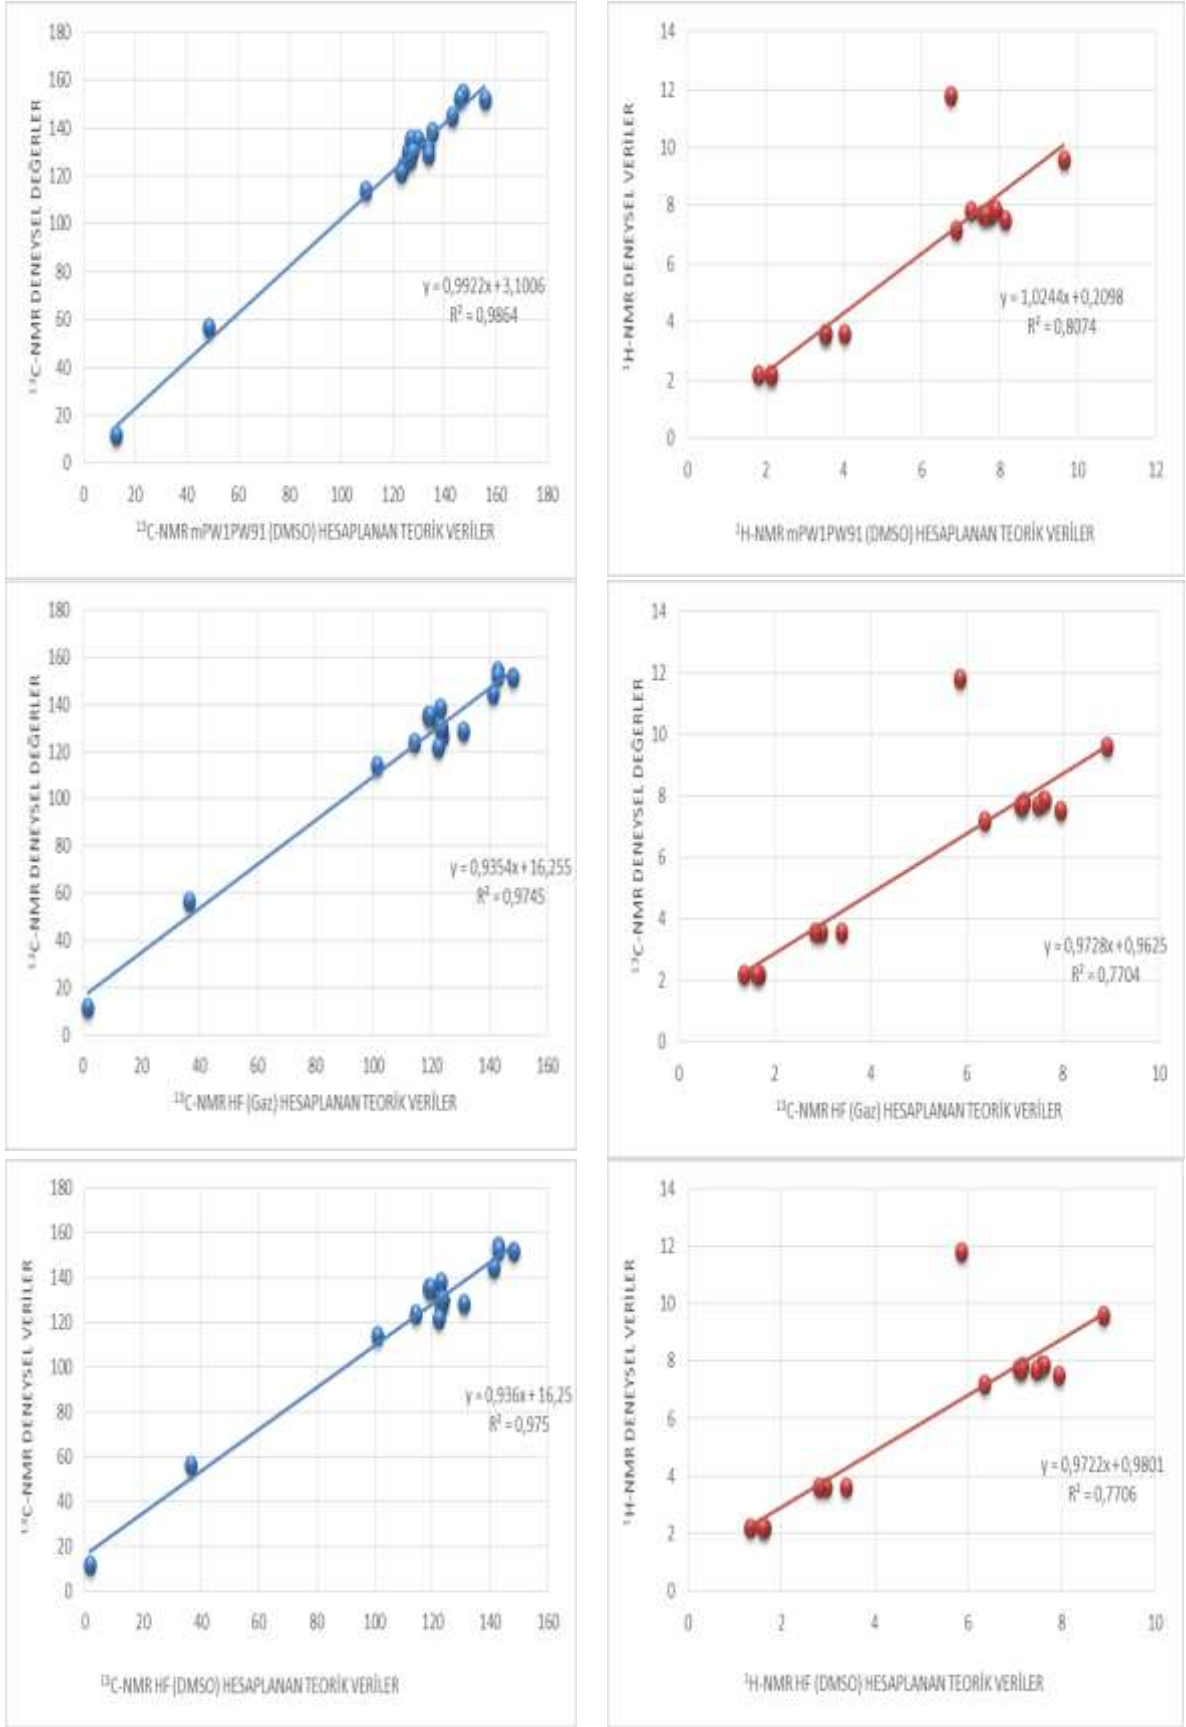 ¹³C-NMR DENEYSEL DEĞERLER
180
160
140
120
100
80
60
40
20
0
y = 0,9922x + 3,1006
R² = 0,9864
0 20 40 60 80 100 120 140 160 180
¹³C-NMR mPW1PW91 (DMSO) HESAPLANAN TEORİK VERİLER
¹H-NMR DENEYSEL VERİLER
14
12
10
8
6
4
2
0
y = 1,0244x + 0,2098
R² = 0,8074
0 2 4 6 8 10 12
¹H-NMR mPW1PW91 (DMSO) HESAPLANAN TEORİK VERİLER
¹³C-NMR DENEYSEL DEĞERLER
180
160
140
120
100
80
60
40
20
0
y = 0,9354x + 16,255
R² = 0,9745
0 20 40 60 80 100 120 140 160
¹³C-NMR HF (Gaz) HESAPLANAN TEORİK VERİLER
¹³C-NMR DENEYSEL DEĞERLER
14
12
10
8
6
4
2
0
y = 0,9728x + 0,9625
R² = 0,7704
0 2 4 6 8 10
¹³C-NMR HF (Gaz) HESAPLANAN TEORİK VERİLER
¹³C-NMR DENEYSEL VERİLER
180
160
140
120
100
80
60
40
20
0
y = 0,936x + 16,25
R² = 0,975
0 20 40 60 80 100 120 140 160
¹³C-NMR HF (DMSO) HESAPLANAN TEORİK VERİLER
¹H-NMR DENEYSEL VERİLER
14
12
10
8
6
4
2
0
y = 0,9722x + 0,9801
R² = 0,7706
0 2 4 6 8 10
¹H-NMR HF (DMSO) HESAPLANAN TEORİK VERİLER